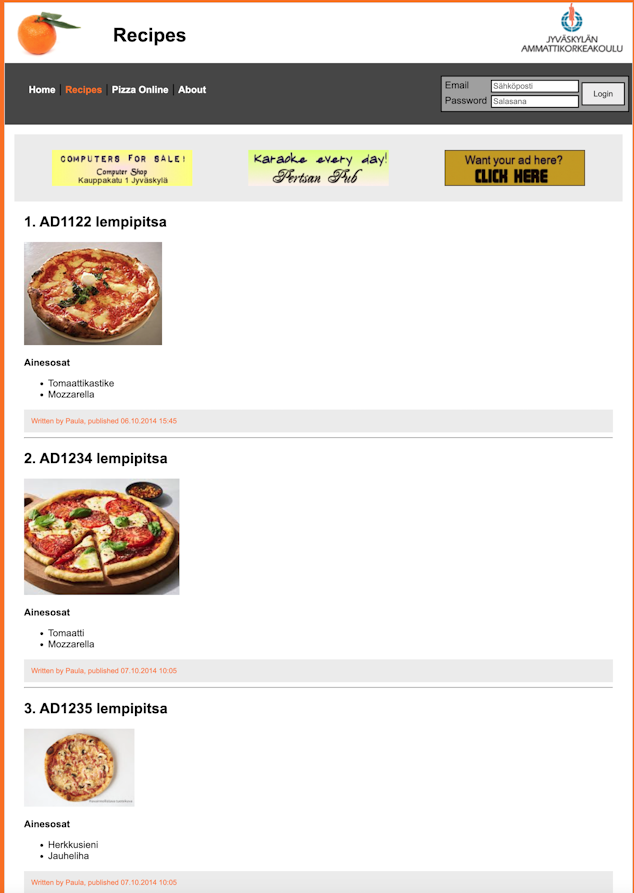 Recipes
JYVÄSKYLÄN
AMMATTIKORKEAKOULU
Home | Recipes | Pizza Online | About
Email Sähköposti
Password Salasana
Login
COMPUTERS FOR SALE!
Computer Shop
Kauppakatu 1 Jyväskylä
Karaoke every day!
Pertsan Pub
Want your ad here?
CLICK HERE
1. AD1122 lempipitsa
Ainesosat
• Tomaattikastike
• Mozzarella
Written by Paula, published 06.10.2014 15:45
2. AD1234 lempipitsa
Ainesosat
• Tomaatti
• Mozzarella
Written by Paula, published 07.10.2014 10:05
3. AD1235 lempipitsa
Ainesosat
• Herkkusieni
• Jauheliha
Written by Paula, published 07.10.2014 10:05